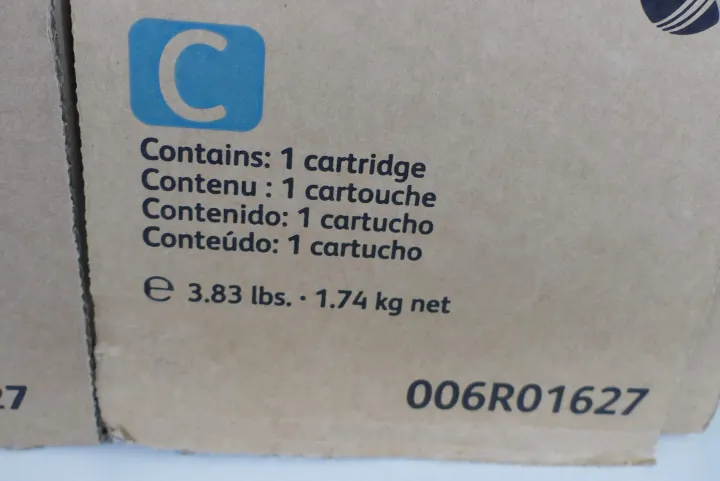 C
Contains: 1 cartridge
Contenu : 1 cartouche
Contenido: 1 cartucho
Conteúdo: 1 cartucho
℮ 3.83 lbs. · 1.74 kg net
006R01627
27